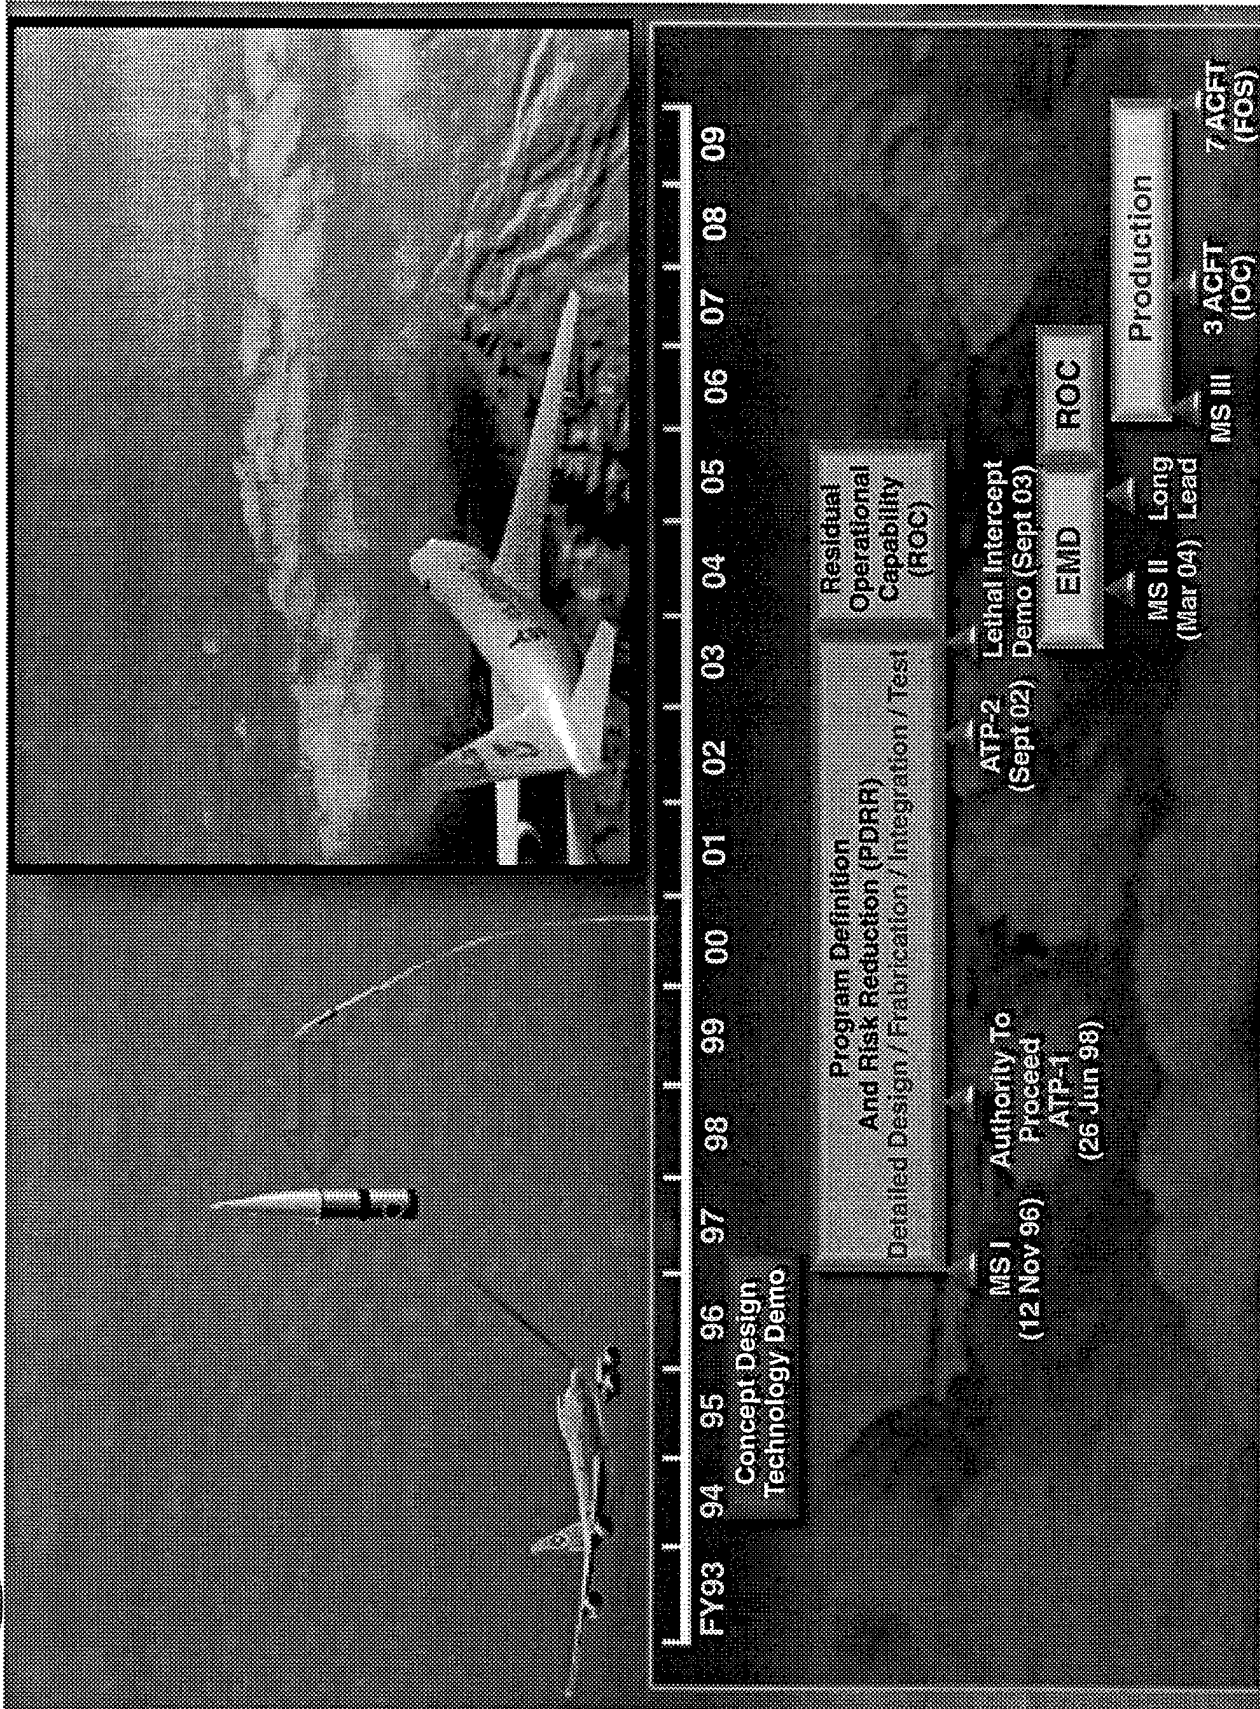 FY93 94 95 96 97 98 99 00 01 02 03 04 05 06 07 08 09
Concept Design
Technology Demo
Program Definition
And Risk Reduction (PDRR)
Detailed Design / Frabrication / Integration / Test
Residual
Operational
Capability
(ROC)
MS I
(12 Nov 96)
Authority To
Proceed
ATP-1
(26 Jun 98)
ATP-2
(Sept 02)
Lethal Intercept
Demo (Sept 03)
EMD
ROC
MS II
(Mar 04)
Long
Lead
Production
MS III
3 ACFT
(IOC)
7 ACFT
(FOS)